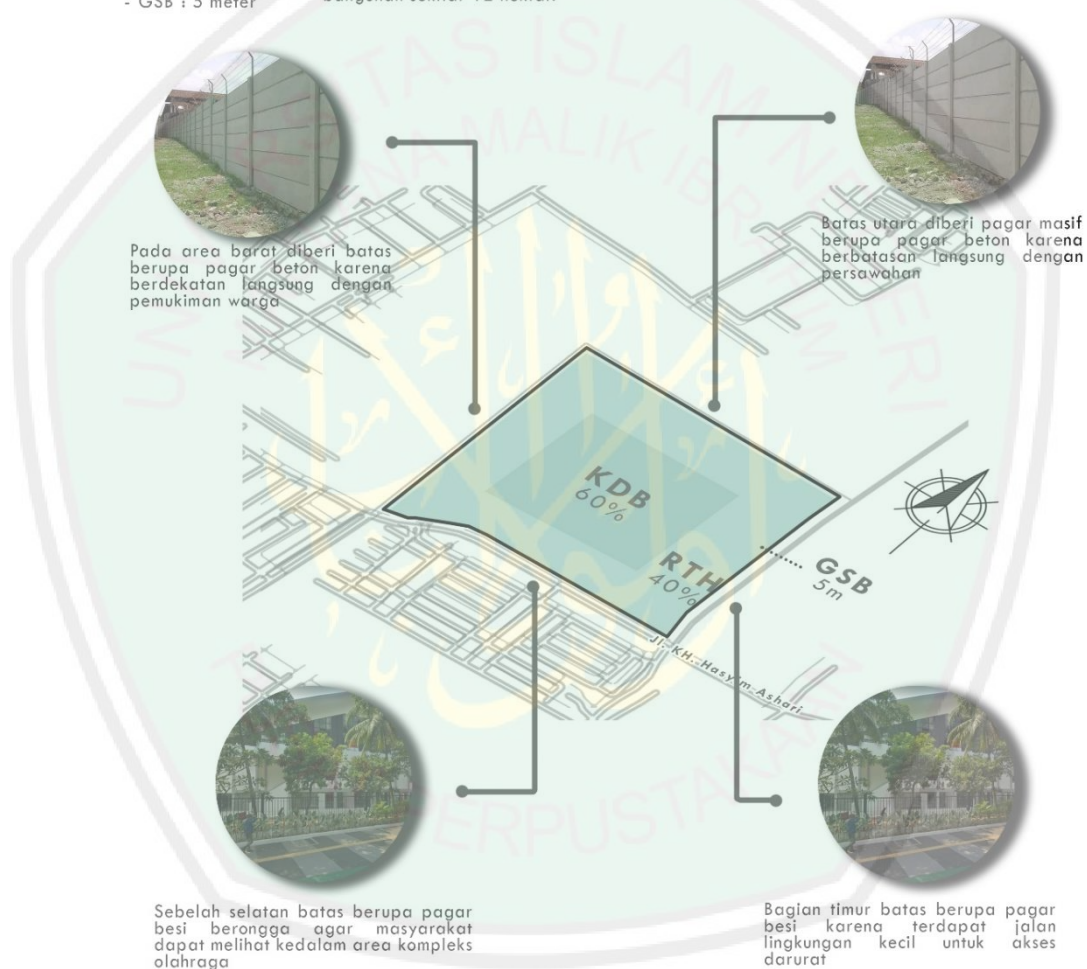 - GSB : 5 meter
Pada area barat diberi batas
berupa pagar beton karena
berdekatan langsung dengan
pemukiman warga
Batas utara diberi pagar masif
berupa pagar beton karena
berbatasan langsung dengan
persawahan
KDB
60%
RTH
40%
GSB
5m
Jl. KH. Hasyim Ashari
Sebelah selatan batas berupa pagar
besi berongga agar masyarakat
dapat melihat kedalam area kompleks
olahraga
Bagian timur batas berupa pagar
besi karena terdapat jalan
lingkungan kecil untuk akses
darurat